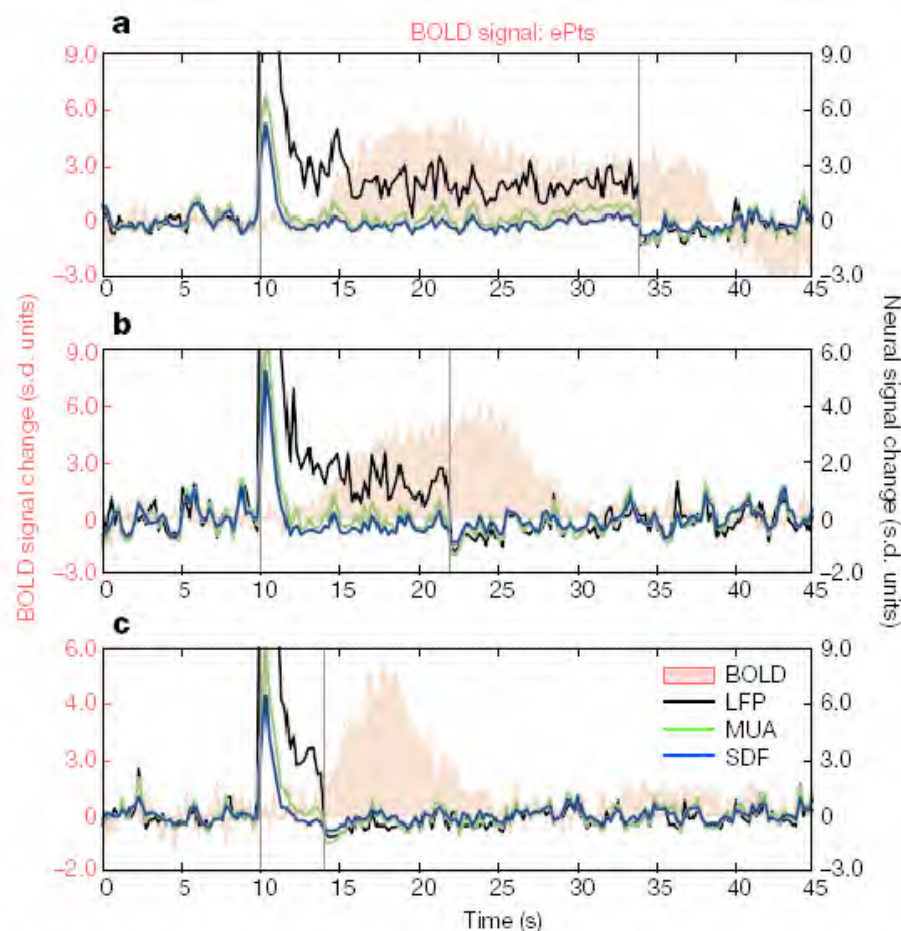 a
BOLD signal: ePts
9.0 9.0
6.0 6.0
3.0 3.0
0 0
–3.0 –3.0
0 5 10 15 20 25 30 35 40 45
b
9.0 6.0
6.0 4.0
3.0 2.0
0 0
–3.0 –2.0
0 5 10 15 20 25 30 35 40 45
c
6.0 9.0
4.0 6.0
3.0 3.0
0 0
–2.0 –3.0
0 5 10 15 20 25 30 35 40 45
BOLD
LFP
MUA
SDF
Time (s)
BOLD signal change (s.d. units)
Neural signal change (s.d. units)